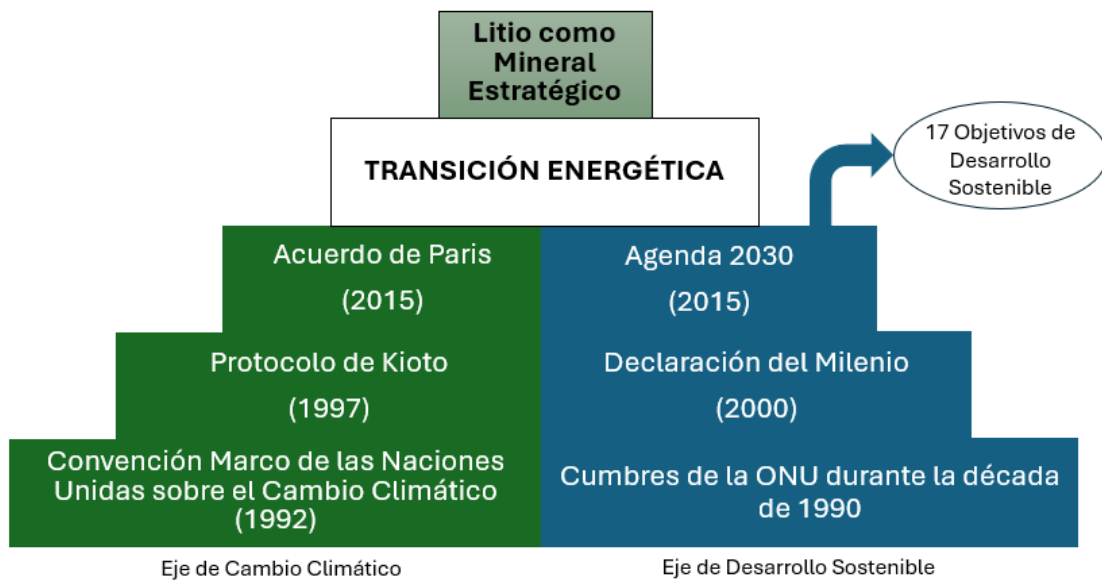 Litio como
Mineral
Estratégico
TRANSICIÓN ENERGÉTICA
17 Objetivos de
Desarrollo
Sostenible
Acuerdo de Paris
(2015)
Agenda 2030
(2015)
Protocolo de Kioto
(1997)
Declaración del Milenio
(2000)
Convención Marco de las Naciones
Unidas sobre el Cambio Climático
(1992)
Cumbres de la ONU durante la década
de 1990
Eje de Cambio Climático
Eje de Desarrollo Sostenible